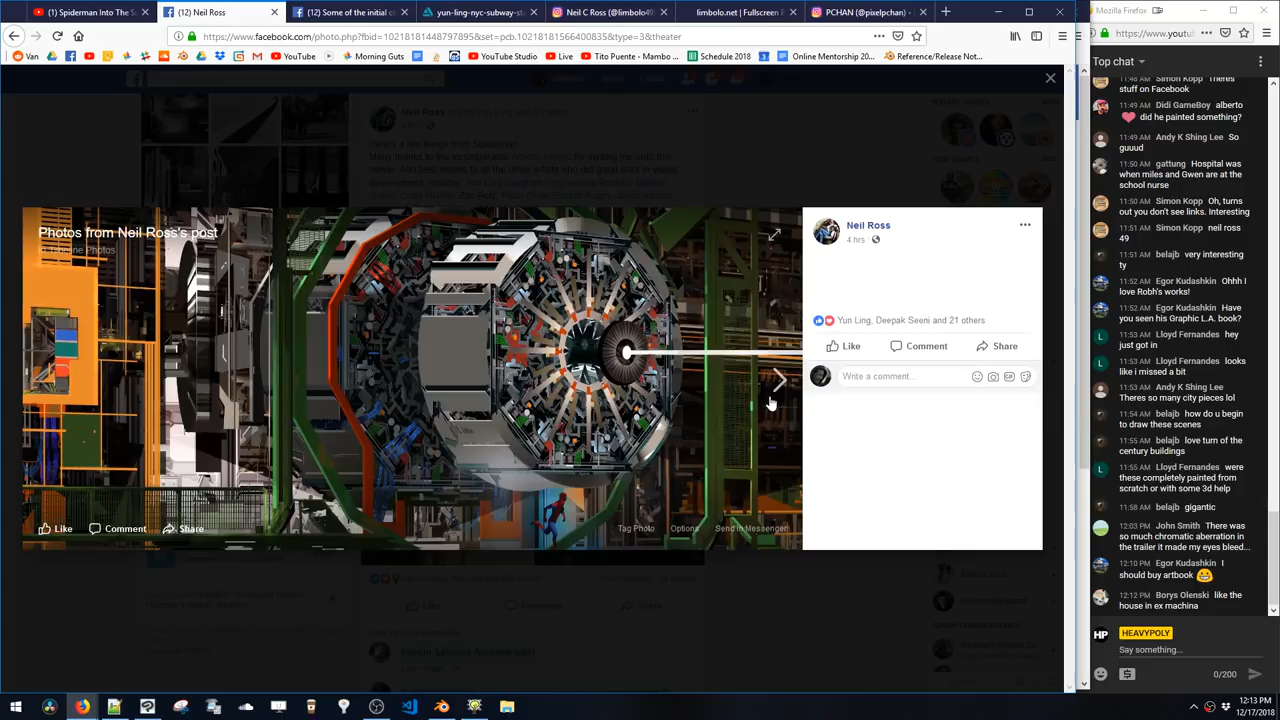 (1) Spiderman Into The S
(12) Neil Ross
(12) Some of the initial c
yun-ling-nyc-subway-st
Neil C Ross (@limbolo4
limbolo.net | Fullscreen P
PCHAN (@pixelpchan) •
Mozilla Firefox
https://www.facebook.com/photo.php?fbid=10218181448797895&set=pcb.10218181566400835&type=3&theater
https://www.youtu
Van
YouTube
Morning Guts
YouTube Studio
Live
Tito Puente - Mambo ...
Schedule 2018
Online Mentorship 20...
Reference/Release Not...
Top chat
Photos from Neil Ross's post
Neil Ross
4 hrs
Yun Ling, Deepak Seeni and 21 others
Like
Comment
Share
Write a comment...
Like
Comment
Share
Tag Photo
Options
Send in Messenger
11:48 AM Simon Kopp Theres
stuff on Facebook
11:49 AM Didi GameBoy alberto
did he painted something?
11:49 AM Andy K Shing Lee So
guuud
11:50 AM gattung Hospital was
when miles and Gwen are at the
school nurse
11:50 AM Simon Kopp Oh, turns
out you don't see links. Interesting
11:51 AM Simon Kopp neil ross
49
11:51 AM belajb very interesting
ty
11:52 AM Egor Kudashkin Ohhh I
love Robh's works!
11:52 AM Egor Kudashkin Have
you seen his Graphic L.A. book?
11:53 AM Lloyd Fernandes hey
just got in
11:53 AM Lloyd Fernandes looks
like i missed a bit
11:53 AM Andy K Shing Lee
Theres so many city pieces lol
11:54 AM belajb how do u begin
to draw these scenes
11:55 AM belajb love turn of the
century buildings
11:55 AM Lloyd Fernandes were
these completely painted from
scratch or with some 3d help
11:56 AM belajb gigantic
12:03 PM John Smith There was
so much chromatic aberration in
the trailer it made my eyes bleed...
12:10 PM Egor Kudashkin I
should buy artbook
12:12 PM Borys Olenski like the
house in ex machina
HP
HEAVYPOLY
Say something...
0/200
12:13 PM
12/17/2018